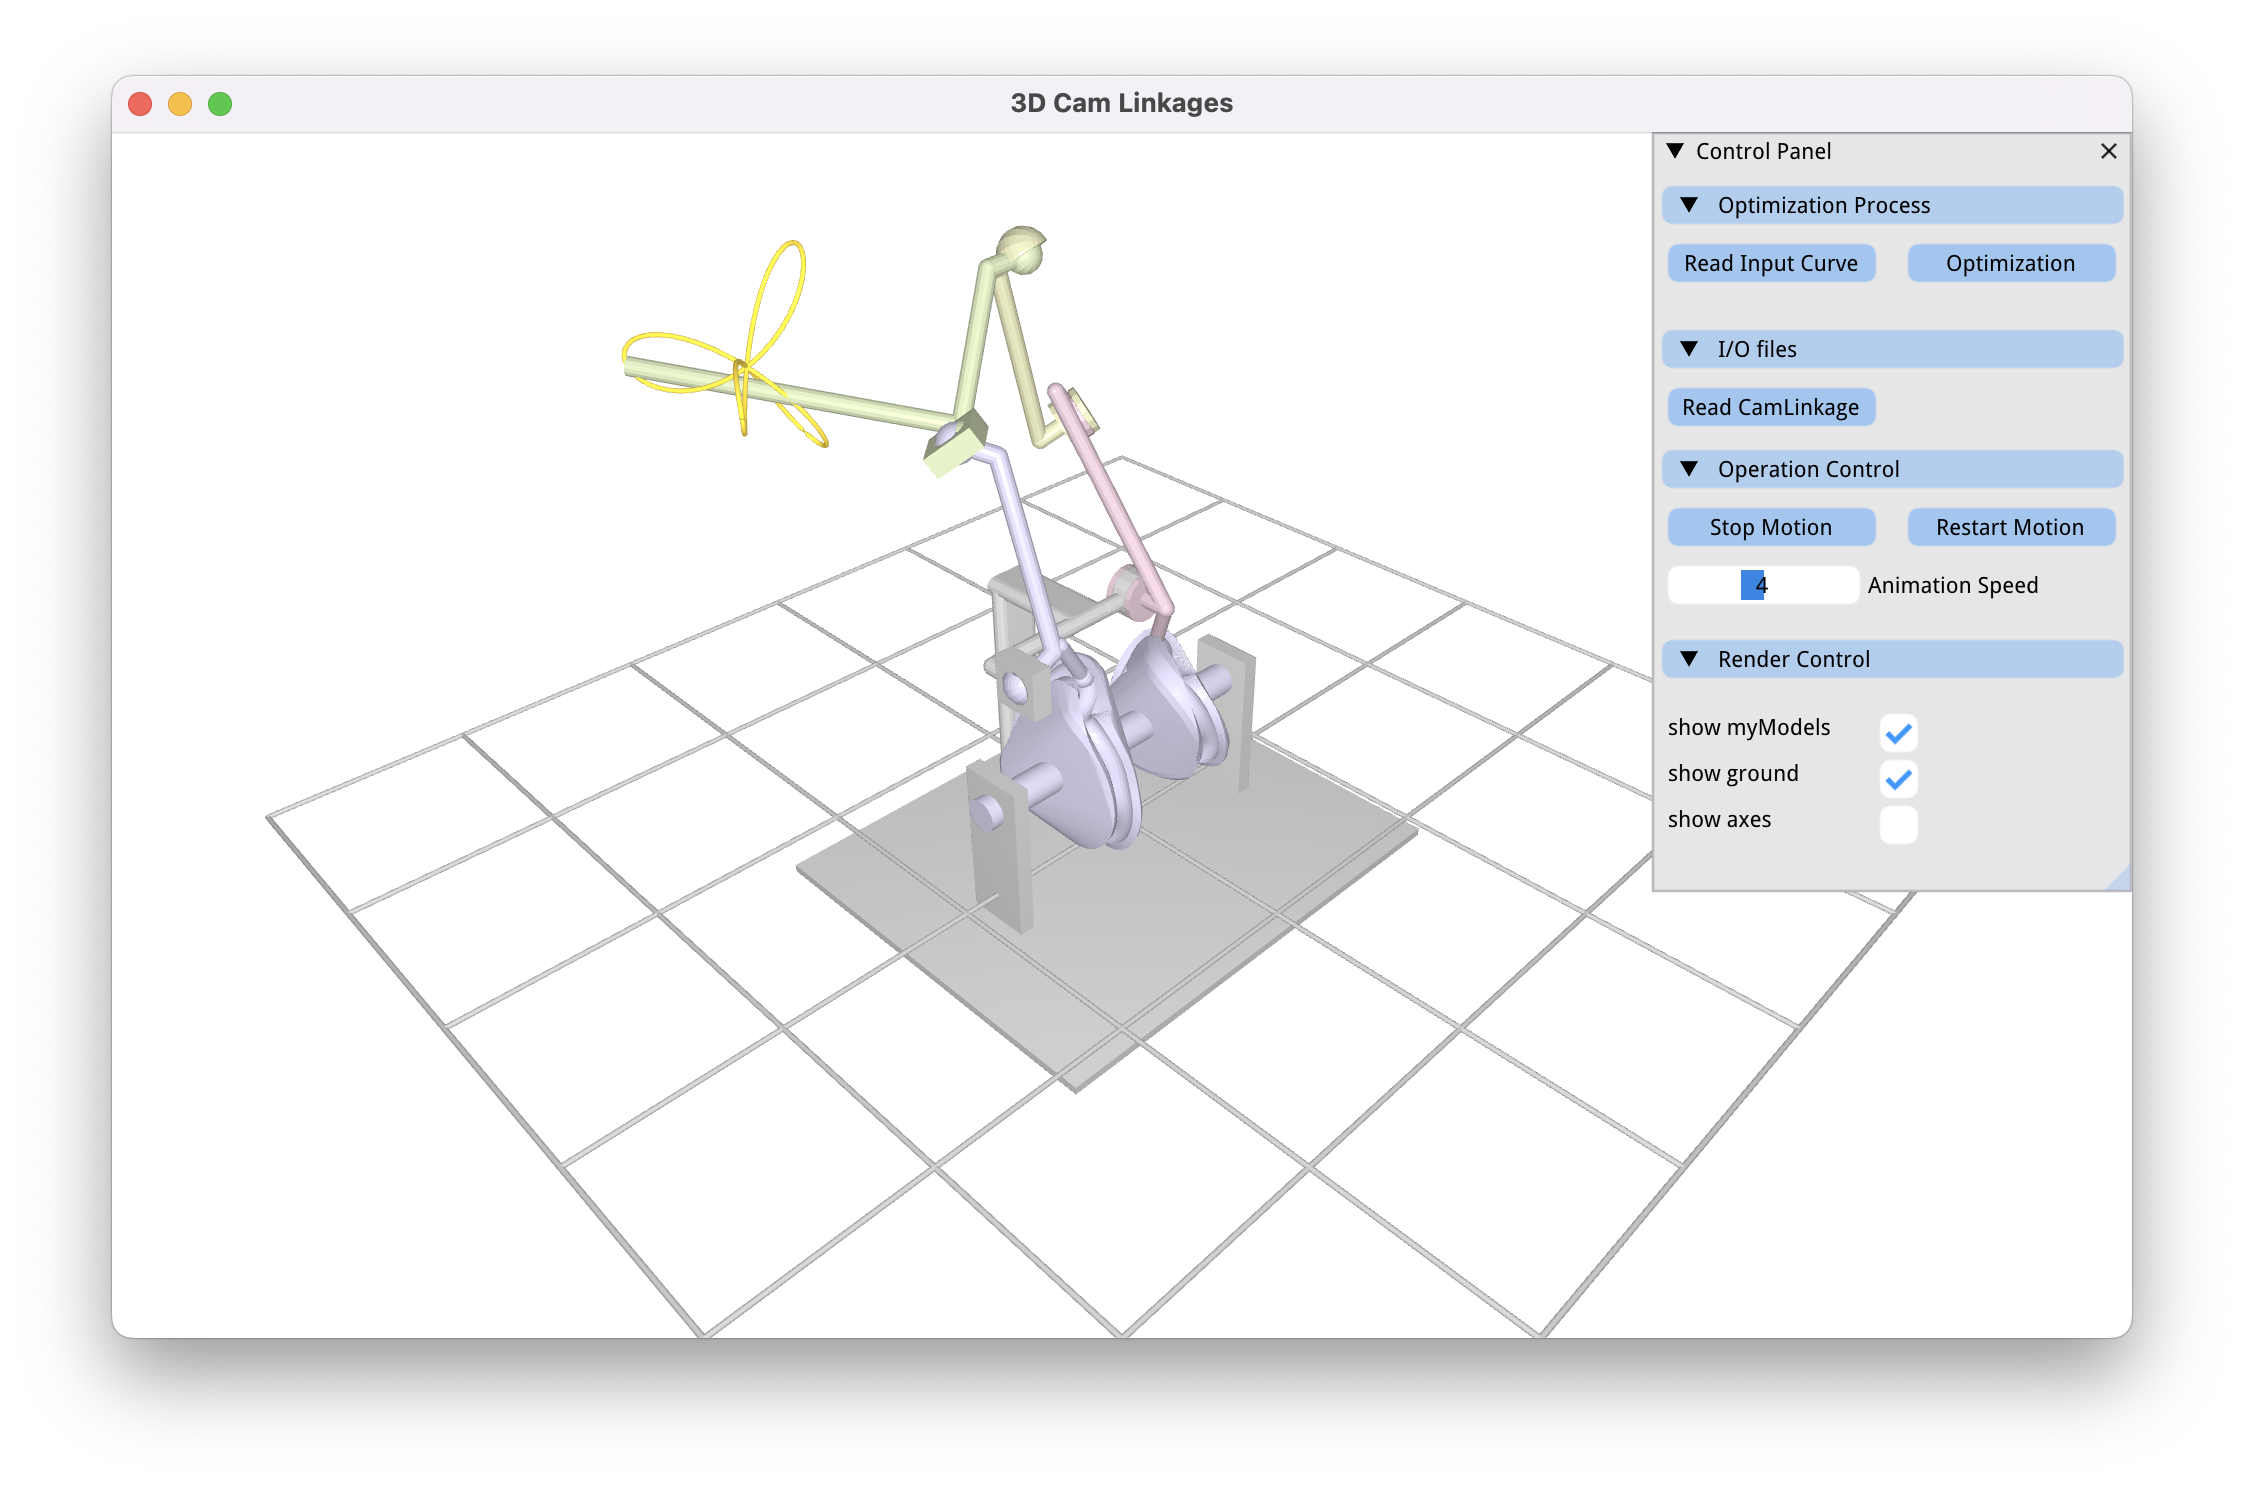 3D Cam Linkages
Control Panel
Optimization Process
Read Input Curve Optimization
I/O files
Read CamLinkage
Operation Control
Stop Motion Restart Motion
4 Animation Speed
Render Control
show myModels
show ground
show axes